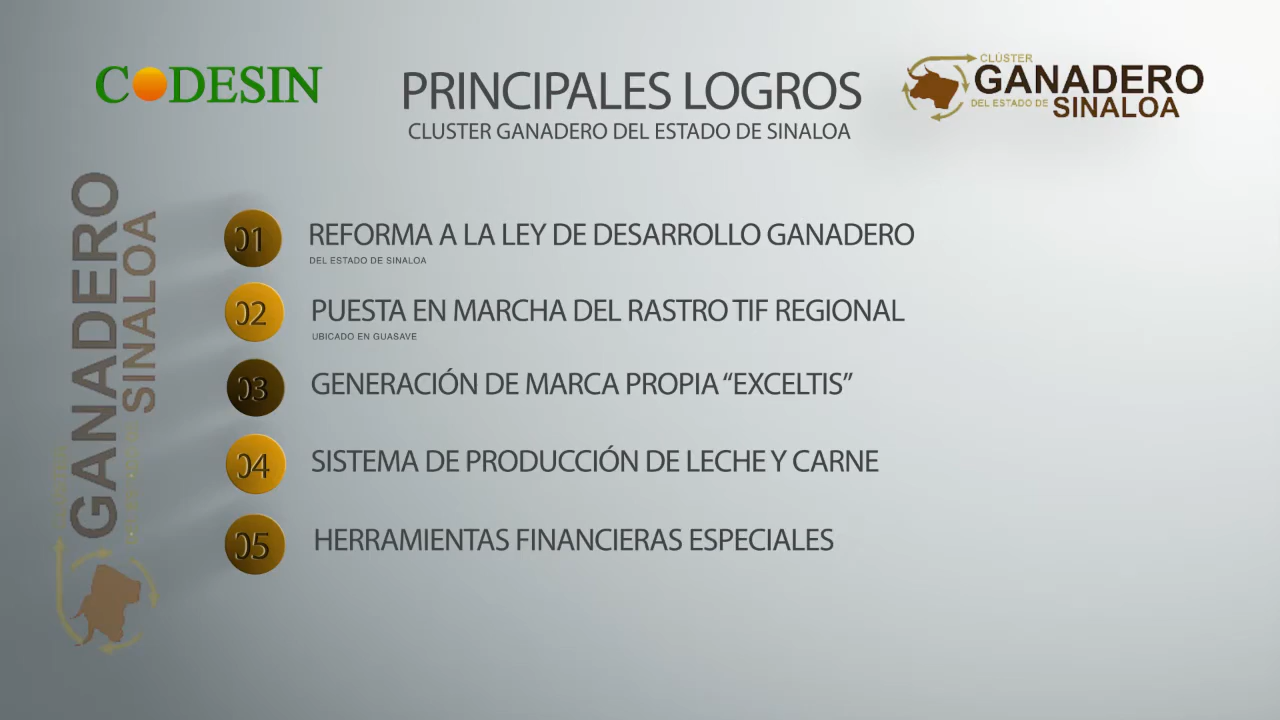 CODESIN
PRINCIPALES LOGROS
CLUSTER GANADERO DEL ESTADO DE SINALOA
CLÚSTER
GANADERO
DEL ESTADO DE SINALOA
01 REFORMA A LA LEY DE DESARROLLO GANADERO
DEL ESTADO DE SINALOA
02 PUESTA EN MARCHA DEL RASTRO TIF REGIONAL
UBICADO EN GUASAVE
03 GENERACIÓN DE MARCA PROPIA “EXCELTIS”
04 SISTEMA DE PRODUCCIÓN DE LECHE Y CARNE
05 HERRAMIENTAS FINANCIERAS ESPECIALES
GANADERO
SINALOA